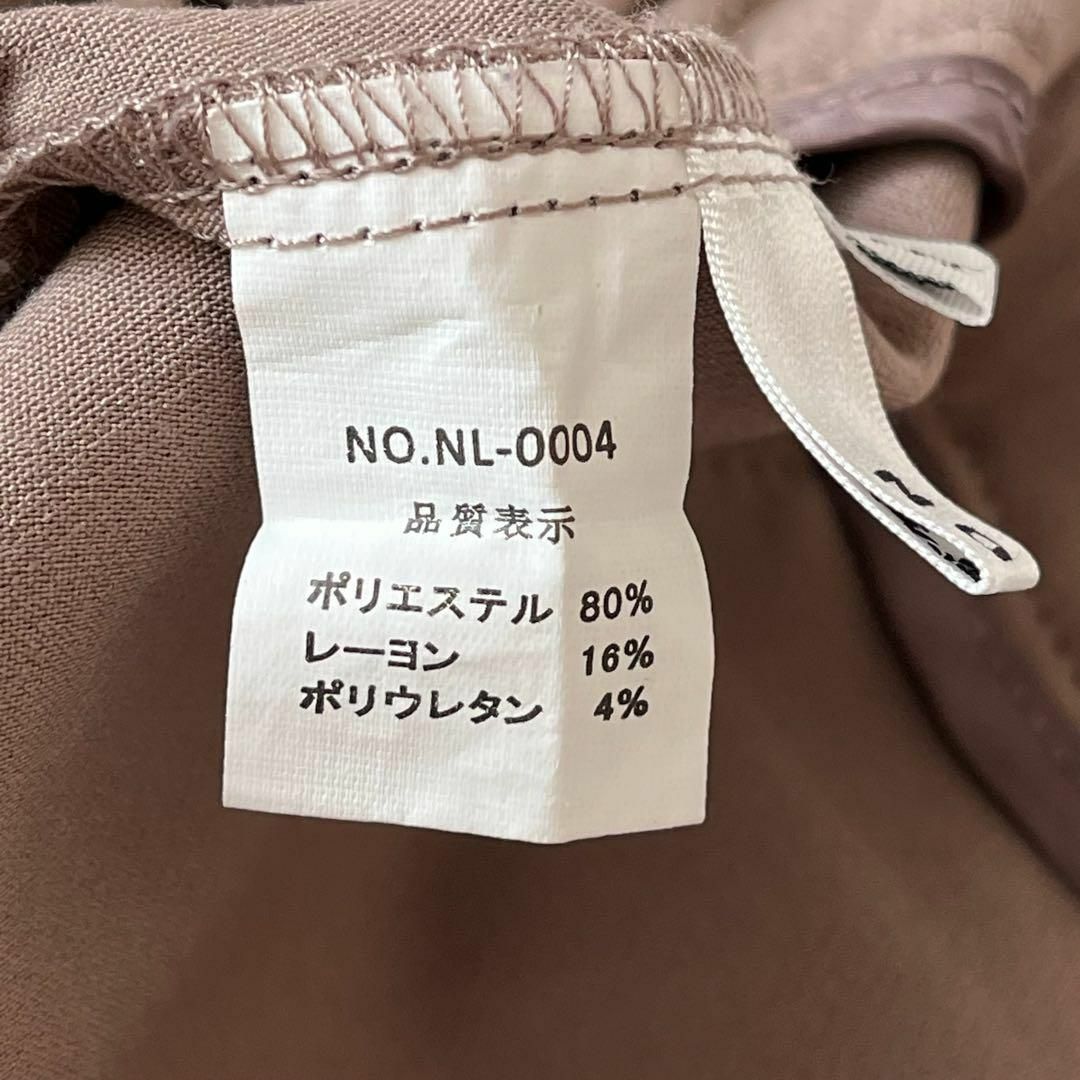 NO.NL-0004
品質表示
ポリエステル 80%
レーヨン 16%
ポリウレタン 4%